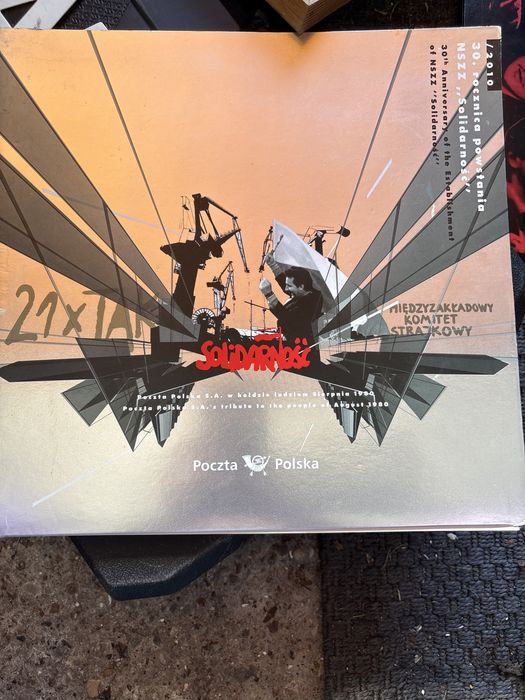 /2010
30. rocznica powstania
NSZZ ,,Solidarność''
30th Anniversary of the Establishment
of NSZZ ''Solidarność''
21xTAK
MIĘDZYZAKŁADOWY
KOMITET
STRAJKOWY
SOLIDARNOŚĆ
Poczta Polska S.A. w hołdzie ludziom Sierpnia 1980
Poczta Polska S.A.'s tribute to the people of August 1980
Poczta Polska